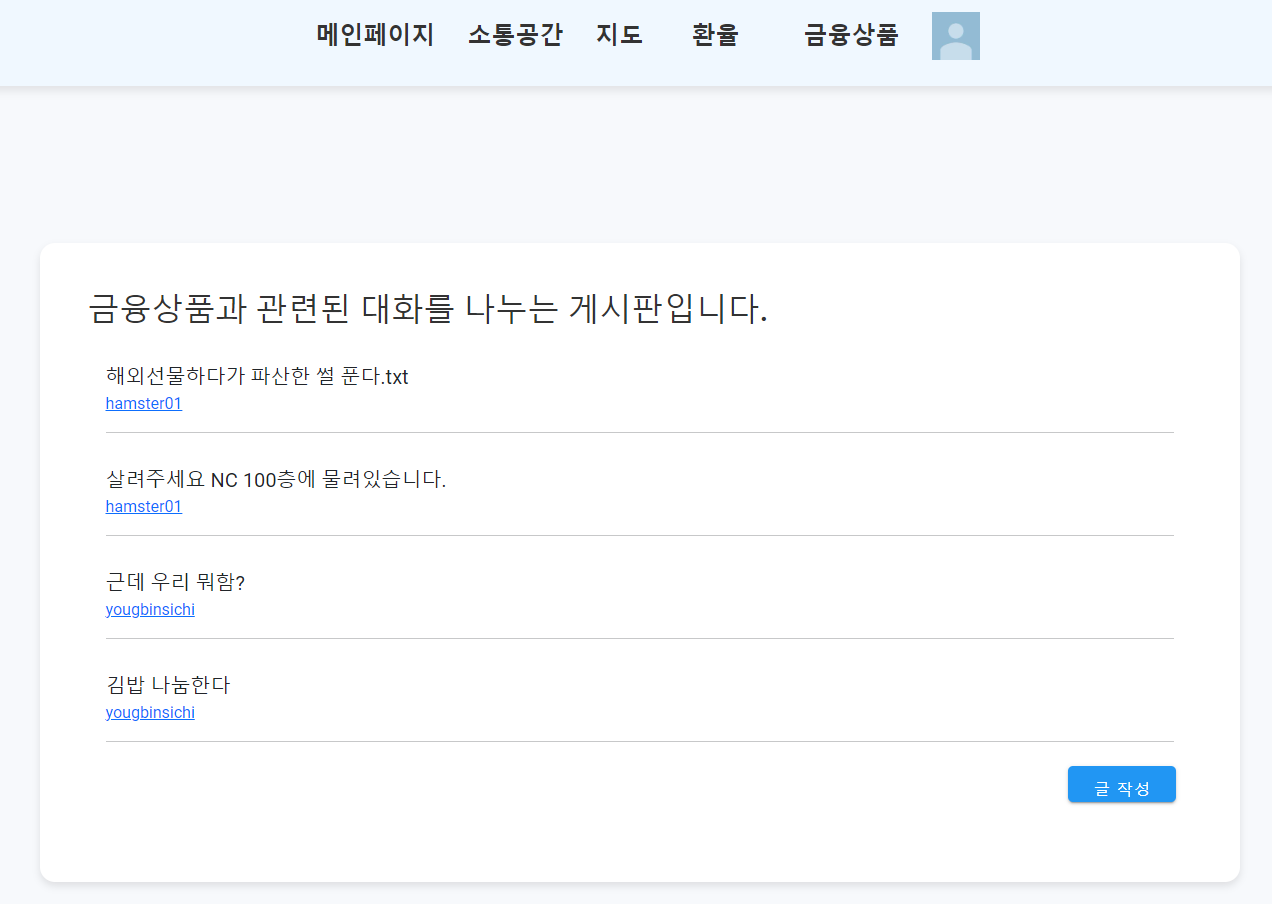 메인페이지 소통공간 지도 환율 금융상품
금융상품과 관련된 대화를 나누는 게시판입니다.
해외선물하다가 파산한 썰 푼다.txt
hamster01
살려주세요 NC 100층에 물려있습니다.
hamster01
근데 우리 뭐함?
yougbinsichi
김밥 나눔한다
yougbinsichi
글 작성